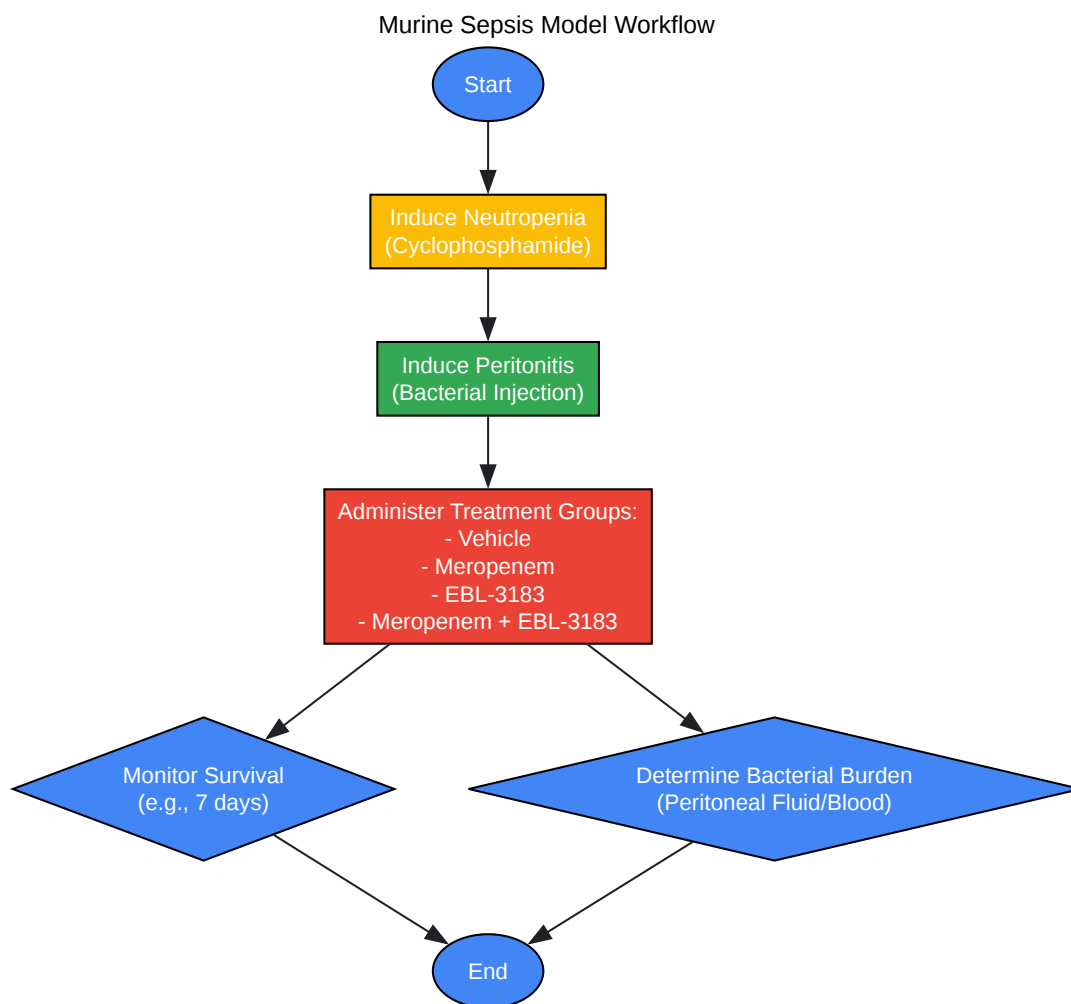 Murine Sepsis Model Workflow
Start
Induce Neutropenia
(Cyclophosphamide)
Induce Peritonitis
(Bacterial Injection)
Administer Treatment Groups:
- Vehicle
- Meropenem
- EBL-3183
- Meropenem + EBL-3183
Monitor Survival
(e.g., 7 days)
Determine Bacterial Burden
(Peritoneal Fluid/Blood)
End